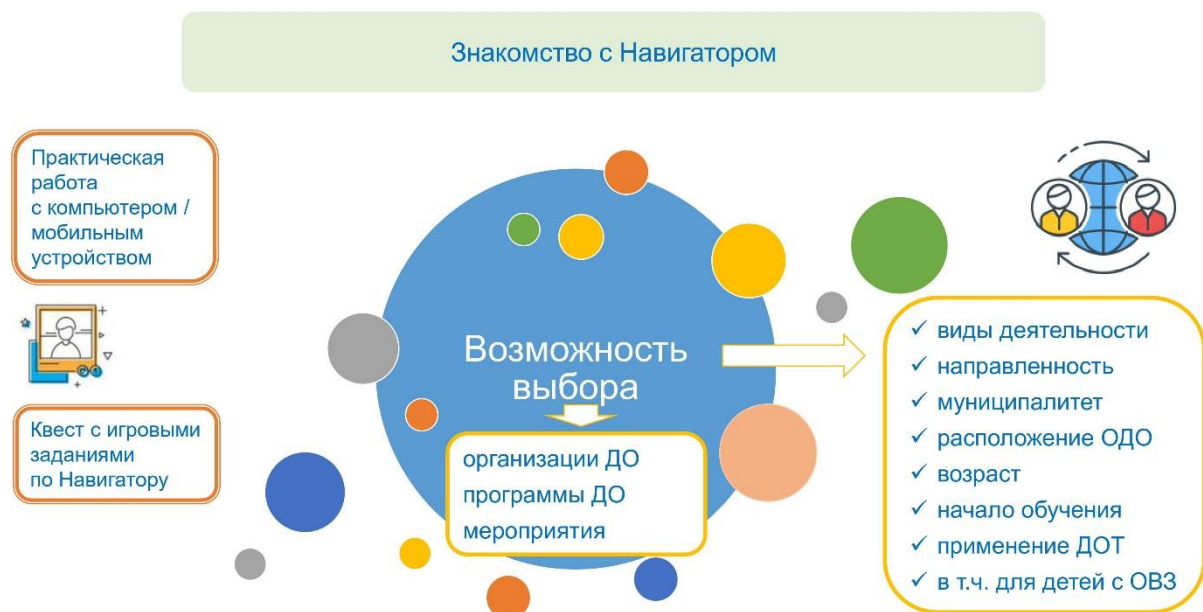 Знакомство с Навигатором
Практическая
работа
с компьютером /
мобильным
устройством
Квест с игровыми
заданиями
по Навигатору
Возможность
выбора
организации ДО
программы ДО
мероприятия
✓ виды деятельности
✓ направленность
✓ муниципалитет
✓ расположение ОДО
✓ возраст
✓ начало обучения
✓ применение ДОТ
✓ в т.ч. для детей с ОВЗ